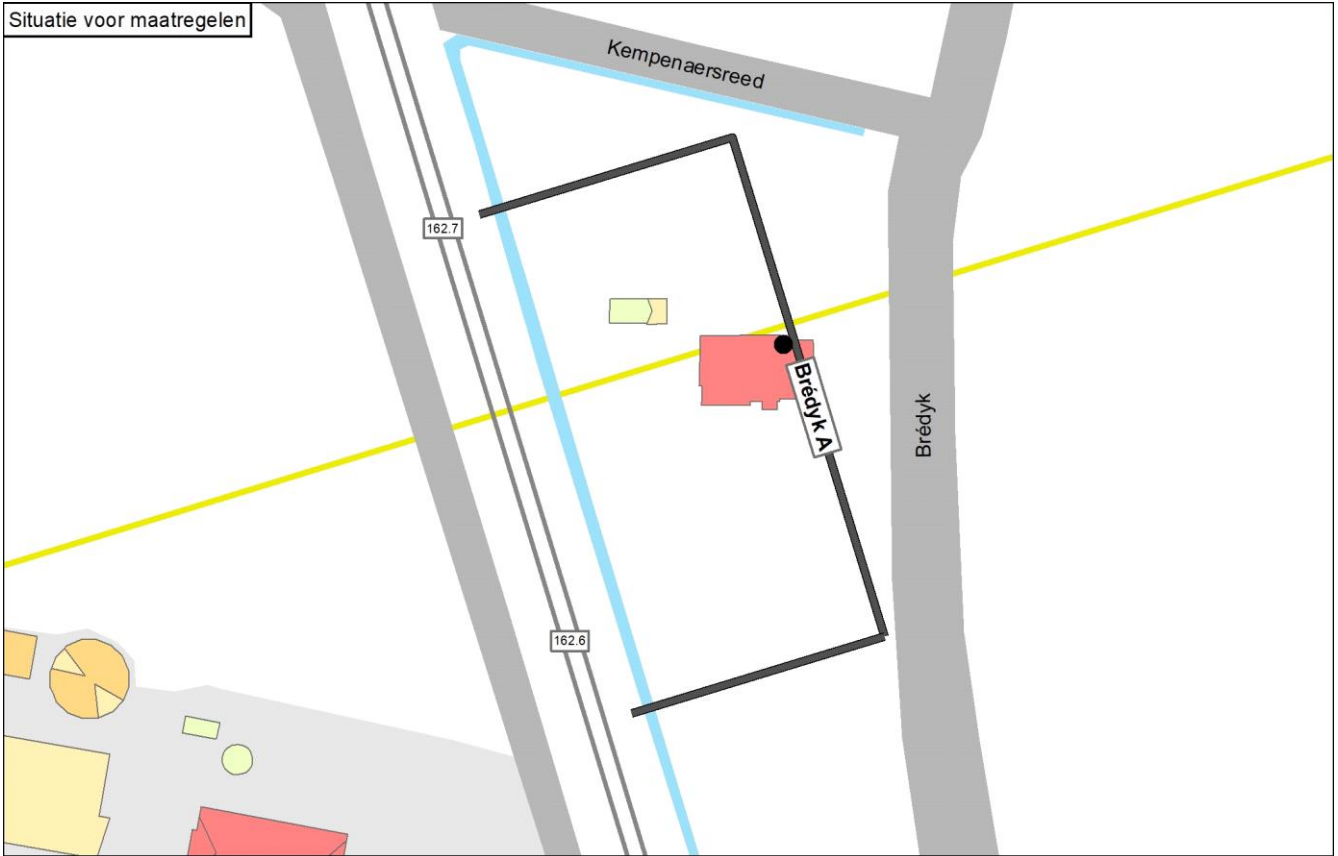 Situatie voor maatregelen
Kempenaersreed
162.7
Brédyk A
Brédyk
162.6